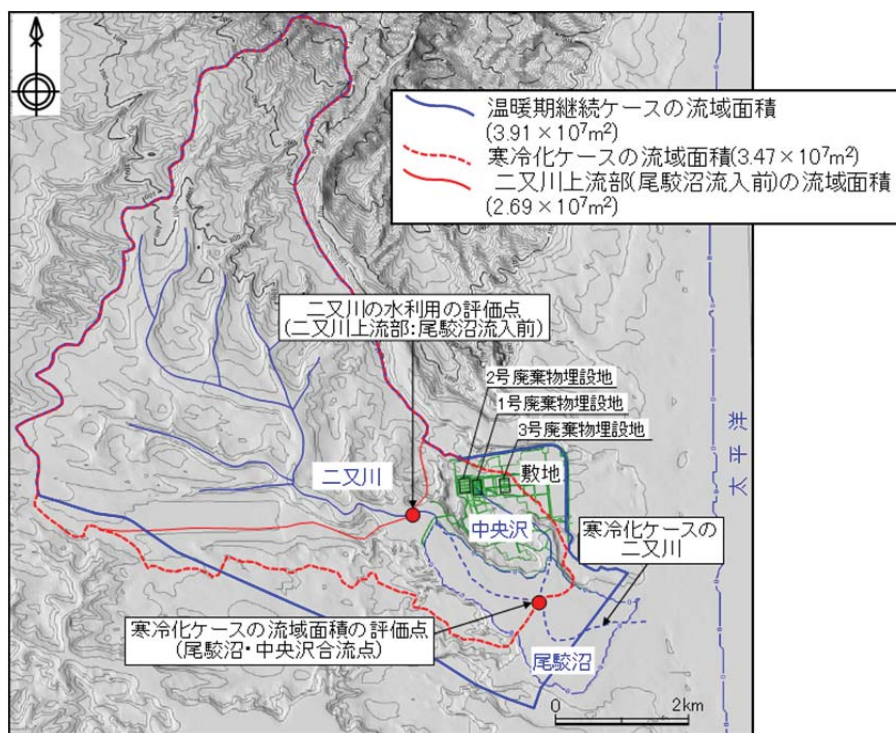 温暖期継続ケースの流域面積
(3.91×10⁷m²)
寒冷化ケースの流域面積(3.47×10⁷m²)
二又川上流部(尾駮沼流入前)の流域面積
(2.69×10⁷m²)
二又川の水利用の評価点
(二又川上流部:尾駮沼流入前)
2号廃棄物埋設地
1号廃棄物埋設地
3号廃棄物埋設地
敷地
二又川
中央沢
太平洋
寒冷化ケースの
二又川
寒冷化ケースの流域面積の評価点
(尾駮沼・中央沢合流点)
尾駮沼
0 2km